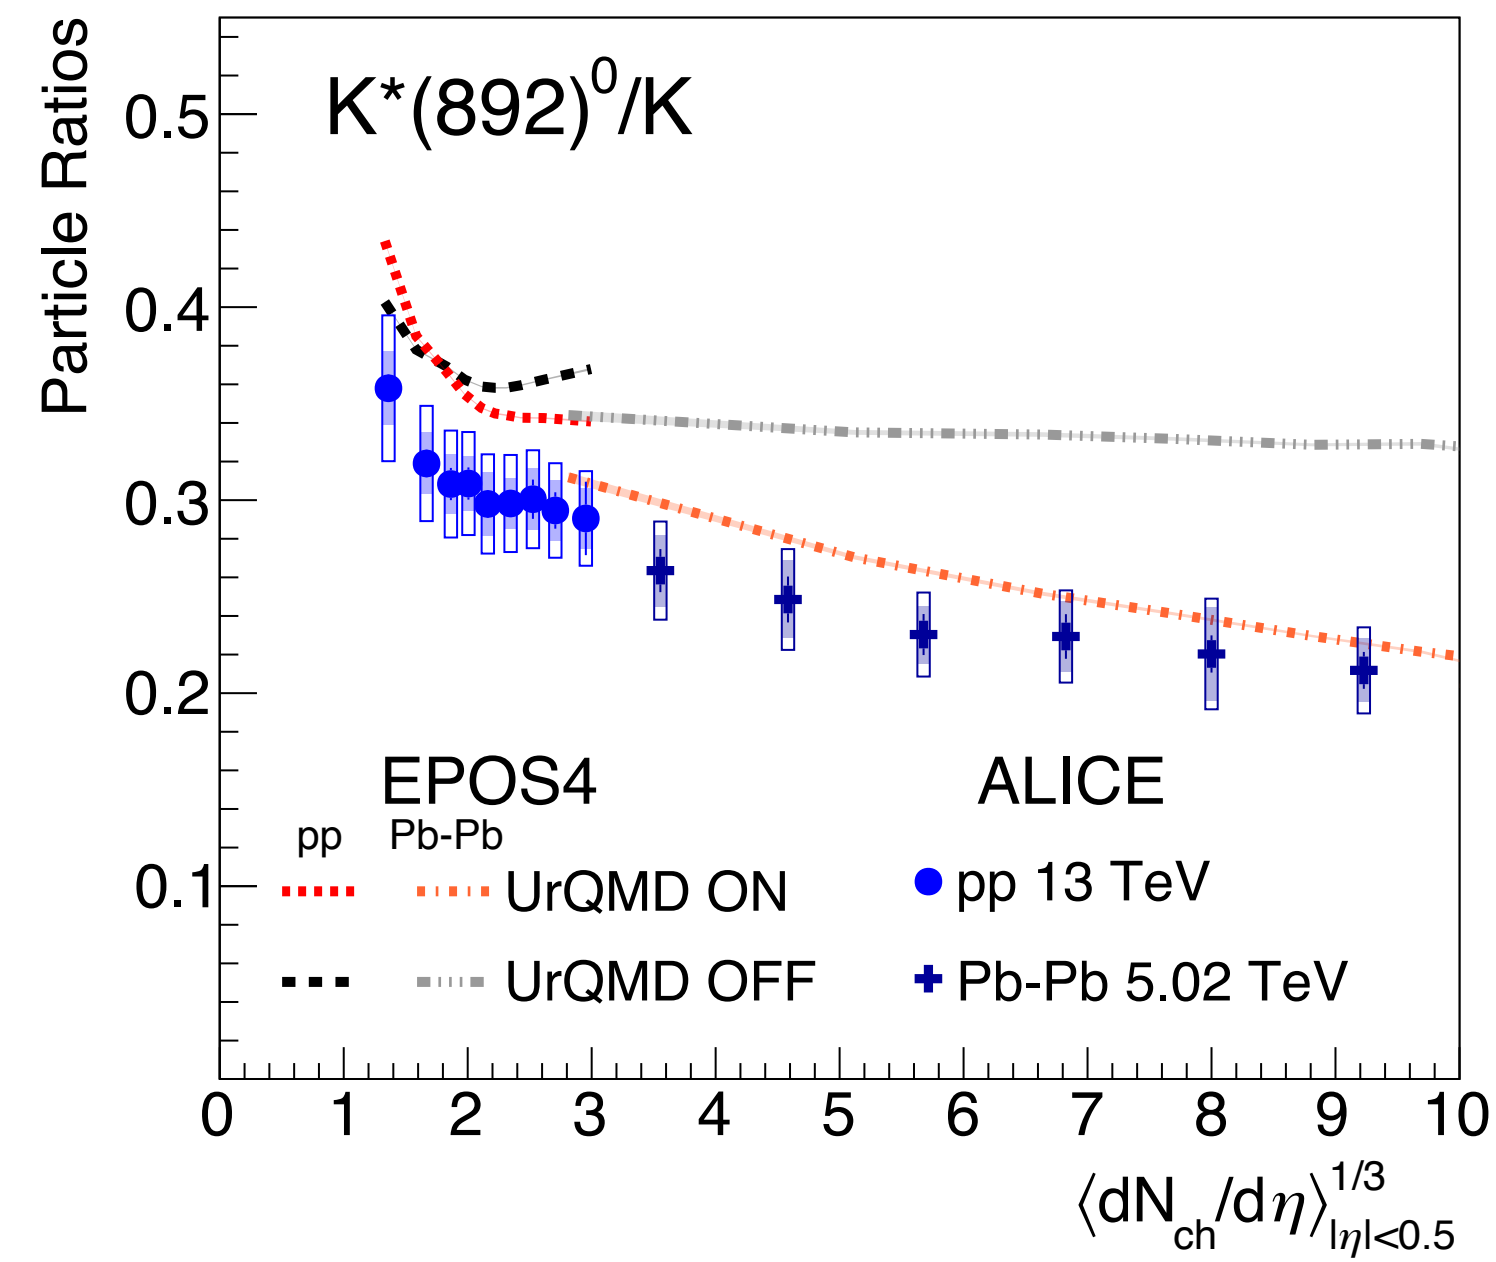 Particle Ratios
K*(892)⁰/K
0.5
0.4
0.3
0.2
0.1
EPOS4
pp Pb-Pb
UrQMD ON
UrQMD OFF
ALICE
pp 13 TeV
Pb-Pb 5.02 TeV
0 1 2 3 4 5 6 7 8 9 10
⟨dN_ch/dη⟩^{1/3}_{|η|<0.5}